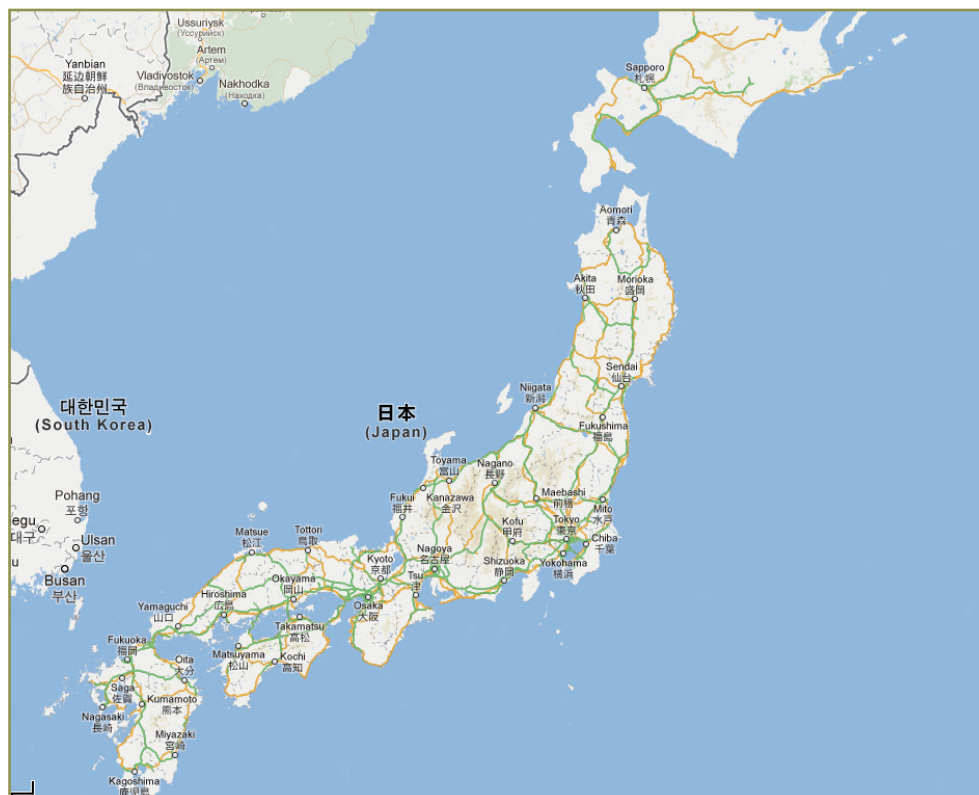 Ussuriysk
(Уссурийск)
Artem
(Артем)
Yanbian
延边朝鲜
族自治州
Vladivostok
(Владивосток)
Nakhodka
(Находка)
Sapporo
札幌
Aomori
青森
Akita
秋田
Morioka
盛岡
Sendai
仙台
Niigata
新潟
Fukushima
福島
대한민국
(South Korea)
日本
(Japan)
Toyama
富山
Nagano
長野
Pohang
포항
Fukui
福井
Kanazawa
金沢
Maebashi
前橋
Mito
水戸
egu
대구
Ulsan
울산
u
Busan
부산
Matsue
松江
Tottori
鳥取
Kofu
甲府
Tokyo
東京
Chiba
千葉
Kyoto
京都
Nagoya
名古屋
Shizuoka
静岡
Yokohama
横浜
Okayama
岡山
Tsu
津
Hiroshima
広島
Osaka
大阪
Yamaguchi
山口
Takamatsu
高松
Fukuoka
福岡
Oita
大分
Matsuyama
松山
Kochi
高知
Saga
佐賀
Kumamoto
熊本
Nagasaki
長崎
Miyazaki
宮崎
Kagoshima
鹿児島